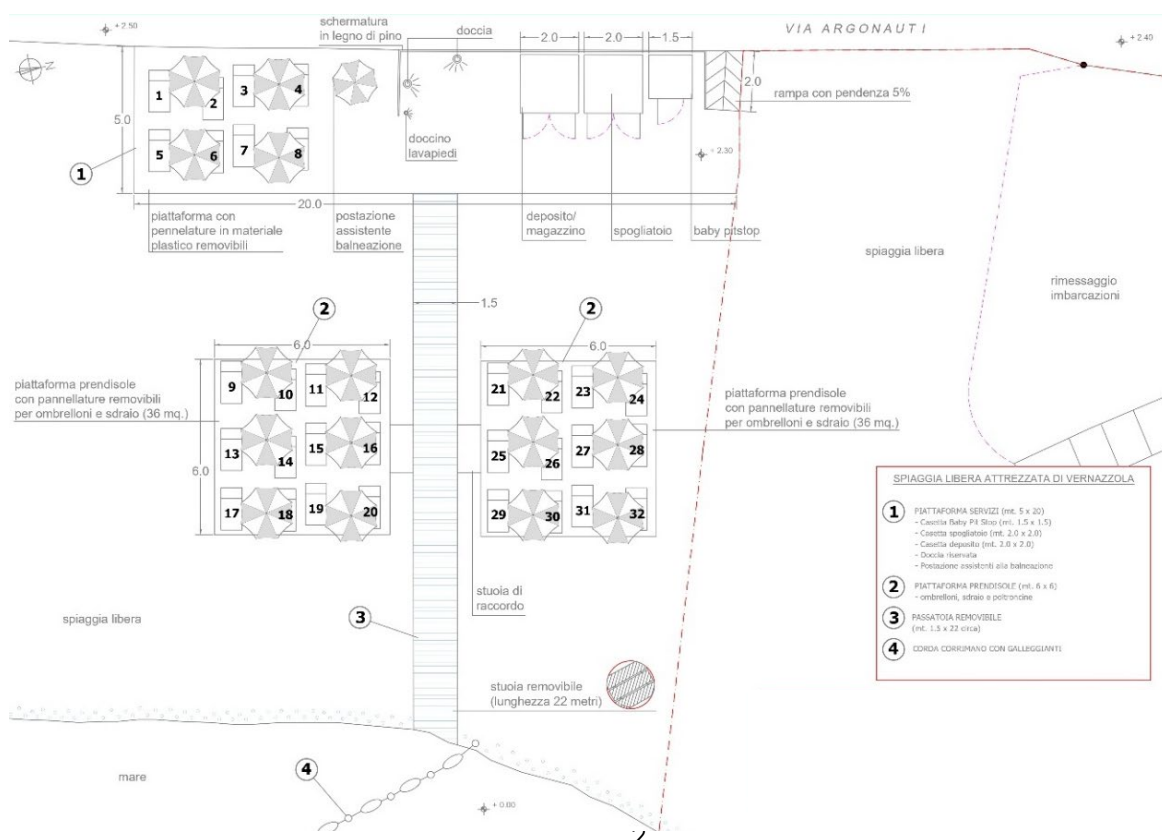 + 2.50
schermatura
in legno di pino
doccia
2.0
2.0
1.5
VIA ARGONAUTI
+ 2.40
N
1
2
3
4
2.0
rampa con pendenza 5%
5.0
5
6
7
8
doccino
lavapiedi
+ 2.30
1
20.0
piattaforma con
pennelature in materiale
plastico removibili
postazione
assistente
balneazione
deposito/
magazzino
spogliatoio
baby pitstop
spiaggia libera
rimessaggio
imbarcazioni
1.5
2
2
6.0
6.0
9
10
11
12
21
22
23
24
piattaforma prendisole
con pannellature removibili
per ombrelloni e sdraio (36 mq.)
piattaforma prendisole
con pannellature removibili
per ombrelloni e sdraio (36 mq.)
13
14
15
16
25
26
27
28
6.0
17
18
19
20
29
30
31
32
SPIAGGIA LIBERA ATTREZZATA DI VERNAZZOLA
1 PIATTAFORMA SERVIZI (mt. 5 x 20)
- Casetta Baby Pit Stop (mt. 1.5 x 1.5)
- Casetta spogliatoio (mt. 2.0 x 2.0)
- Casetta deposito (mt. 2.0 x 2.0)
- Doccia riservata
- Postazione assistenti alla balneazione
2 PIATTAFORMA PRENDISOLE (mt. 6 x 6)
- ombrelloni, sdraio e poltroncine
3 PASSATOIA REMOVIBILE
(mt. 1.5 x 22 circa)
4 CORDA CORRIMANO CON GALLEGGIANTI
stuoia di
raccordo
spiaggia libera
3
stuoia removibile
(lunghezza 22 metri)
4
mare
+ 0.00
2